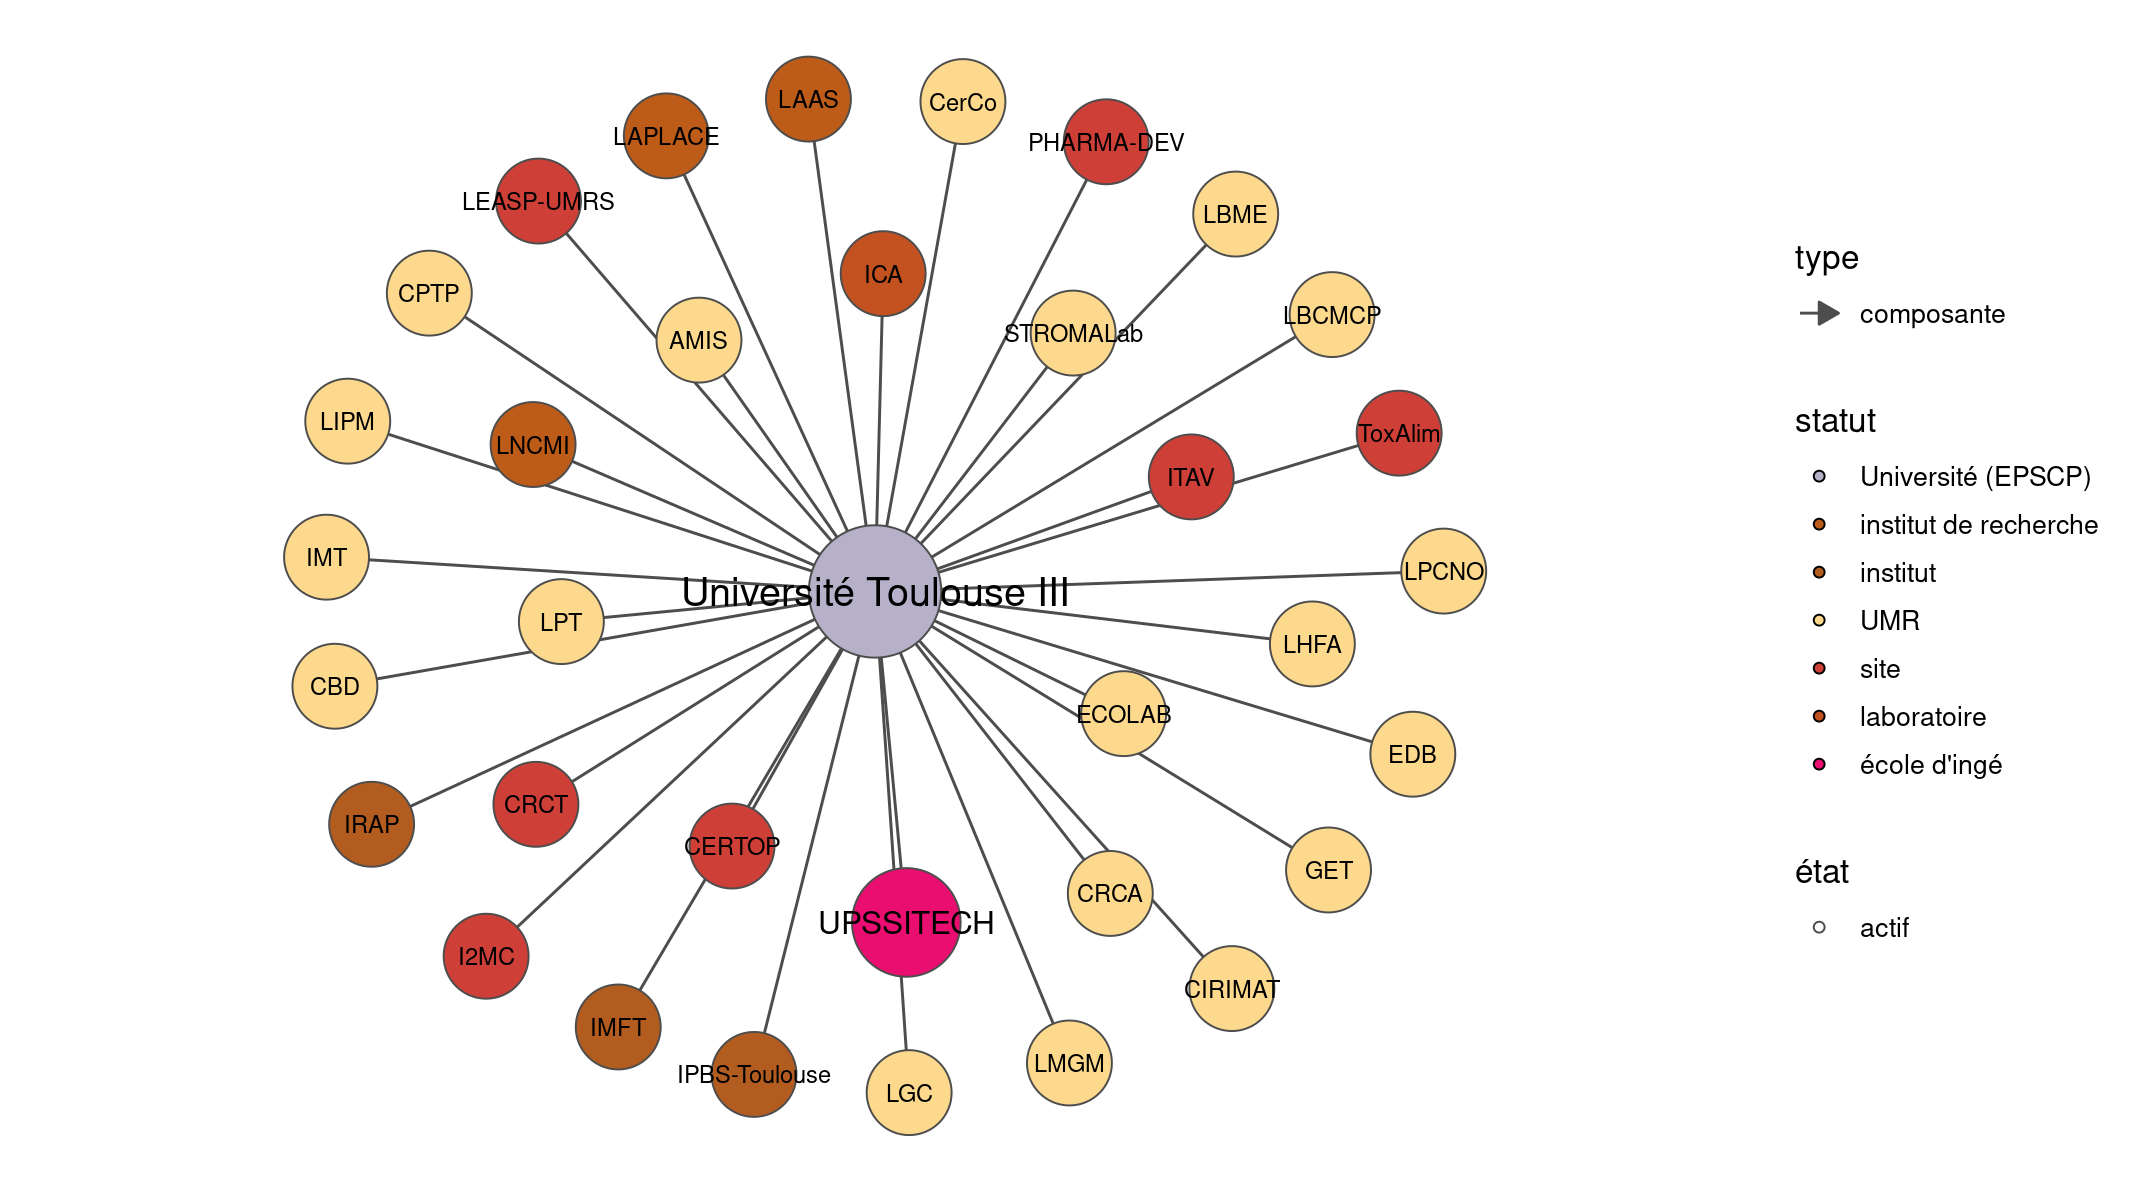 LAAS
CerCo
LAPLACE
PHARMA-DEV
LEASP-UMRS
LBME
ICA
CPTP
LBCMCP
AMIS
STROMALab
LIPM
LNCMI
ToxAlim
ITAV
IMT
LPCNO
Université Toulouse III
LPT
LHFA
CBD
ECOLAB
EDB
CRCT
IRAP
CERTOP
GET
CRCA
UPSSITECH
I2MC
CIRIMAT
IMFT
LMGM
IPBS-Toulouse
LGC
type
composante
statut
Université (EPSCP)
institut de recherche
institut
UMR
site
laboratoire
école d'ingé
état
actif